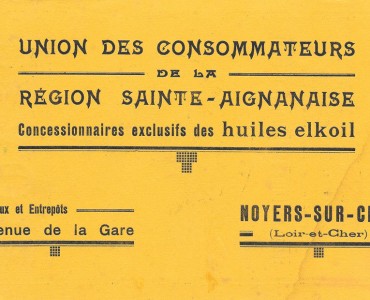 UNION DES CONSOMMATEURS
DE LA
RÉGION SAINTE-AIGNANAISE
Concessionnaires exclusifs des huiles elkoil
ux et Entrepôts
enue de la Gare
NOYERS-SUR-C
(Loir-et-Cher)